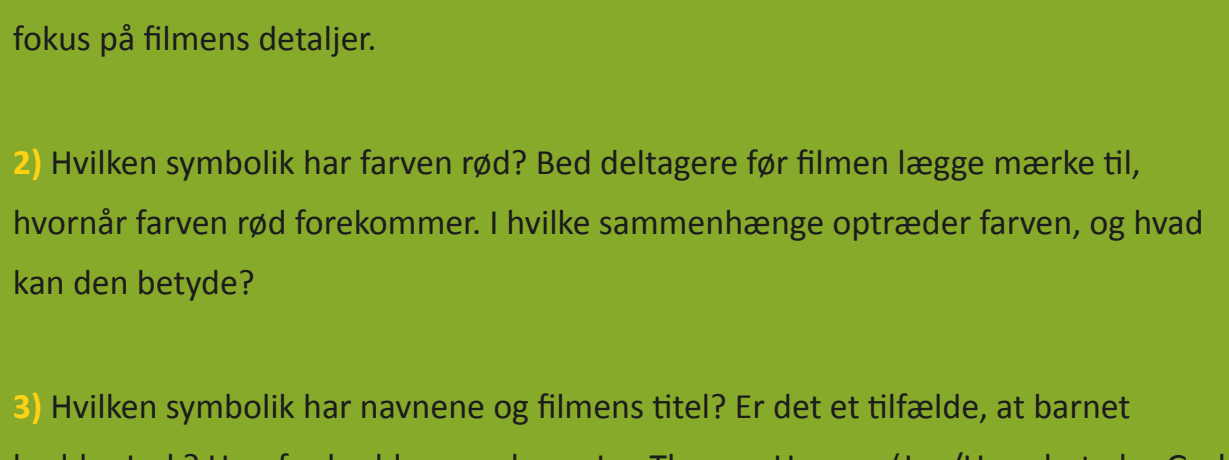 fokus på filmens detaljer.
2) Hvilken symbolik har farven rød? Bed deltagere før filmen lægge mærke til,
hvornår farven rød forekommer. I hvilke sammenhænge optræder farven, og hvad
kan den betyde?
3) Hvilken symbolik har navnene og filmens titel? Er det et tilfælde, at barnet